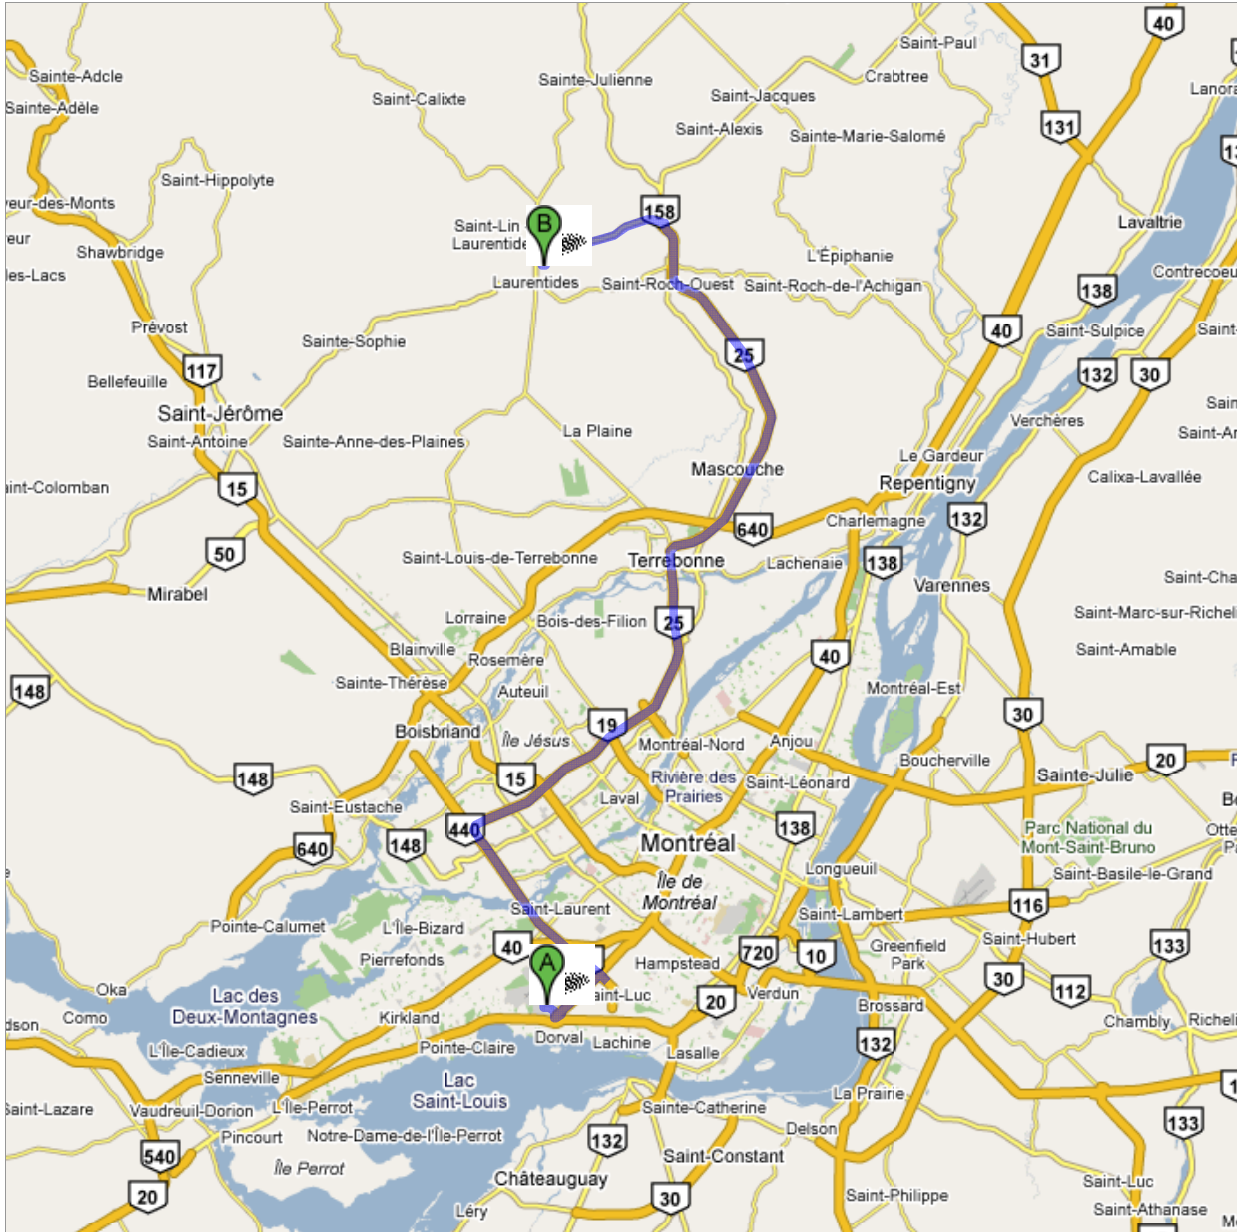 40
Saint-Paul
31
Sainte-Adcle
Sainte-Julienne
Crabtree
Sainte-Adèle
Saint-Calixte
Saint-Jacques
131
Saint-Alexis
Sainte-Marie-Salomé
Saint-Hippolyte
158
Lavaltrie
Saint-Lin
B
Shawbridge
L'Épiphanie
Laurentides
Saint-Roch-Ouest
Saint-Roch-de-l'Achigan
138
Prévost
40
Saint-Sulpice
Sainte-Sophie
25
117
132
30
Bellefeuille
Saint-Jérôme
Verchères
La Plaine
Saint-Antoine
Sainte-Anne-des-Plaines
Le Gardeur
Mascouche
Calixa-Lavallée
15
Repentigny
132
Charlemagne
640
50
Saint-Louis-de-Terrebonne
Terrebonne
Lachenaie
138
Varennes
Mirabel
Lorraine
Bois-des-Filion
25
Blainville
Saint-Amable
Rosemère
40
Sainte-Thérèse
Auteuil
Montréal-Est
148
30
19
Boisbriand
Île Jésus
Montréal-Nord
Anjou
20
Boucherville
148
15
Rivière des
Prairies
Saint-Léonard
Sainte-Julie
Saint-Eustache
Laval
440
138
Parc National du
Mont-Saint-Bruno
640
148
Montréal
Longueuil
Saint-Basile-le-Grand
Île de
Montréal
116
Saint-Laurent
Saint-Lambert
Pointe-Calumet
L'Île-Bizard
Saint-Hubert
133
40
Pierrefonds
A
Hampstead
720
10
Greenfield
Park
30
Oka
Lac des
Deux-Montagnes
20
Verdun
Brossard
112
Como
Kirkland
Chambly
Dorval
Lachine
132
L'Île-Cadieux
Pointe-Claire
Lasalle
Senneville
Lac
Saint-Louis
La Prairie
Vaudreuil-Dorion
L'Île-Perrot
Sainte-Catherine
133
Pincourt
Notre-Dame-de-l'Île-Perrot
132
Delson
540
Île Perrot
Saint-Constant
Châteauguay
Saint-Luc
20
30
Saint-Philippe
Saint-Athanase
Léry